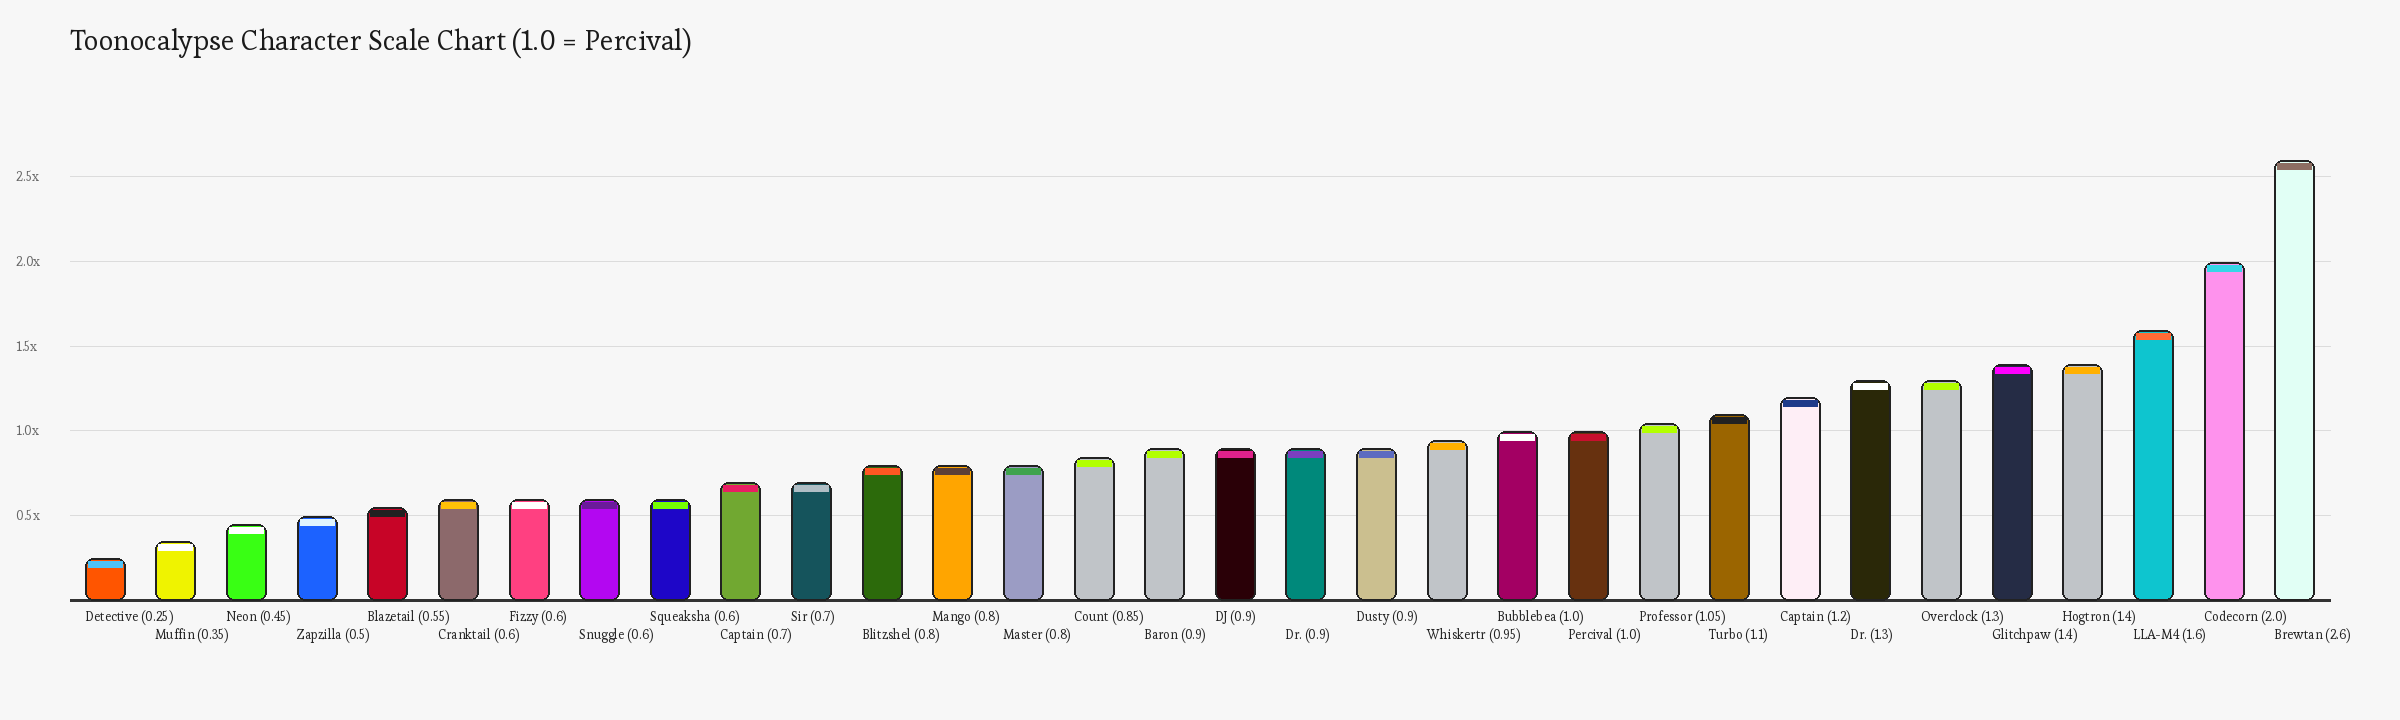 Toonocalypse Character Scale Chart (1.0 = Percival)
2.5x
2.0x
1.5x
1.0x
0.5x
Detective (0.25)
Muffin (0.35)
Neon (0.45)
Zapzilla (0.5)
Blazetail (0.55)
Cranktail (0.6)
Fizzy (0.6)
Snuggle (0.6)
Squeaksha (0.6)
Captain (0.7)
Sir (0.7)
Blitzshel (0.8)
Mango (0.8)
Master (0.8)
Count (0.85)
Baron (0.9)
DJ (0.9)
Dr. (0.9)
Dusty (0.9)
Whiskertr (0.95)
Bubblebea (1.0)
Percival (1.0)
Professor (1.05)
Turbo (1.1)
Captain (1.2)
Dr. (1.3)
Overclock (1.3)
Glitchpaw (1.4)
Hogtron (1.4)
LLA-M4 (1.6)
Codecorn (2.0)
Brewtan (2.6)